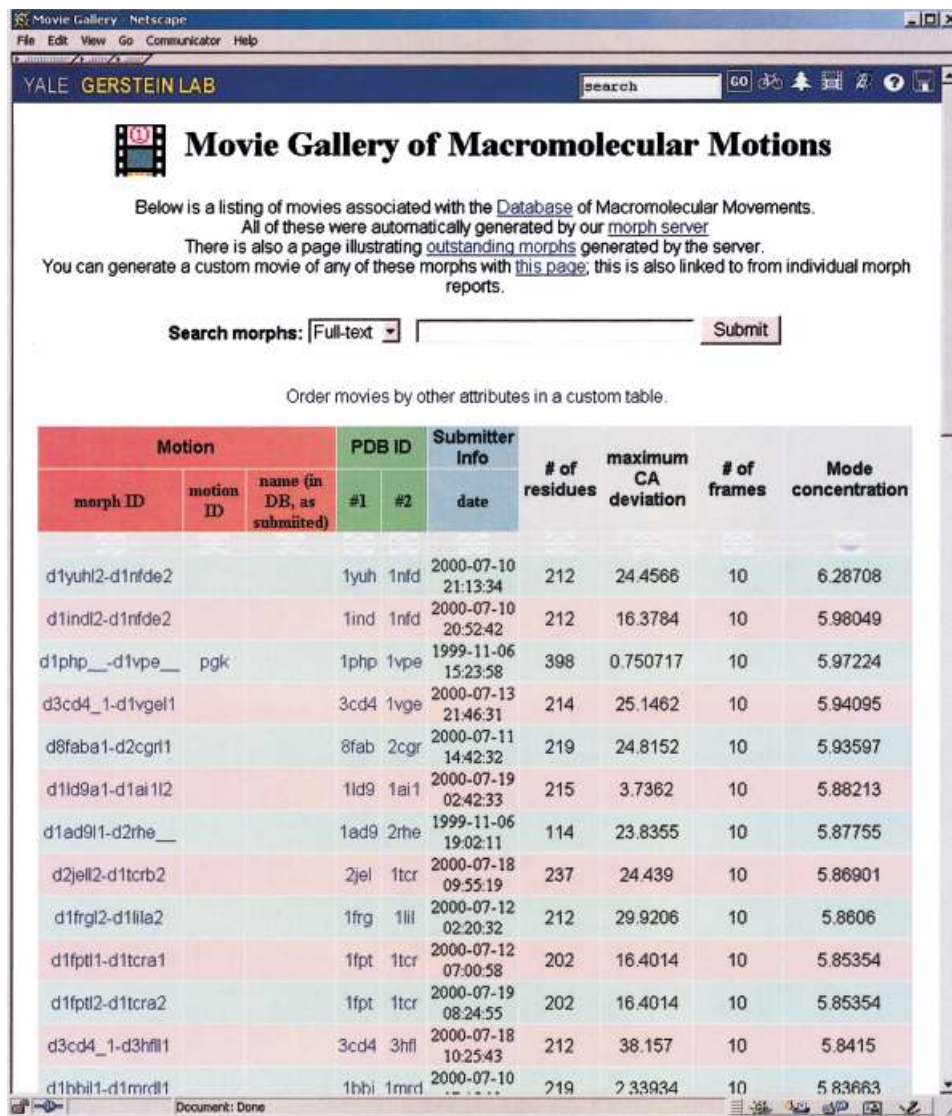 Movie Gallery - Netscape
File Edit View Go Communicator Help
YALE GERSTEIN LAB search GO ?
Movie Gallery of Macromolecular Motions
Below is a listing of movies associated with the Database of Macromolecular Movements.
All of these were automatically generated by our morph server
There is also a page illustrating outstanding morphs generated by the server.
You can generate a custom movie of any of these morphs with this page; this is also linked to from individual morph
reports.
Search morphs: Full-text Submit
Order movies by other attributes in a custom table.
Motion PDB ID Submitter Info # of residues maximum CA deviation # of frames Mode concentration
morph ID motion ID name (in DB, as submiited) #1 #2 date
d1yuhl2-d1nfde2 1yuh 1nfd 2000-07-10 21:13:34 212 24.4566 10 6.28708
d1indl2-d1nfde2 1ind 1nfd 2000-07-10 20:52:42 212 16.3784 10 5.98049
d1php__-d1vpe__ pgk 1php 1vpe 1999-11-06 15:23:58 398 0.750717 10 5.97224
d3cd4_1-d1vgel1 3cd4 1vge 2000-07-13 21:46:31 214 25.1462 10 5.94095
d8faba1-d2cgrl1 8fab 2cgr 2000-07-11 14:42:32 219 24.8152 10 5.93597
d1ld9a1-d1ai1l2 1ld9 1ai1 2000-07-19 02:42:33 215 3.7362 10 5.88213
d1ad9l1-d2rhe__ 1ad9 2rhe 1999-11-06 19:02:11 114 23.8355 10 5.87755
d2jell2-d1tcrb2 2jel 1tcr 2000-07-18 09:55:19 237 24.439 10 5.86901
d1frgl2-d1lila2 1frg 1lil 2000-07-12 02:20:32 212 29.9206 10 5.8606
d1fptl1-d1tcra1 1fpt 1tcr 2000-07-12 07:00:58 202 16.4014 10 5.85354
d1fptl2-d1tcra2 1fpt 1tcr 2000-07-19 08:24:55 202 16.4014 10 5.85354
d3cd4_1-d3hfll1 3cd4 3hfl 2000-07-18 10:25:43 212 38.157 10 5.8415
d1bbjl1-d1mrdl1 1bbj 1mrd 2000-07-10 219 2.33934 10 5.83663
Document: Done